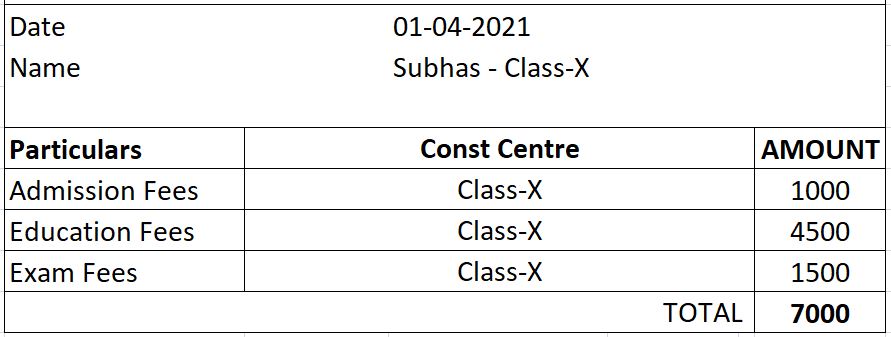 Date 01-04-2021
Name Subhas - Class-X
Particulars Const Centre AMOUNT
Admission Fees Class-X 1000
Education Fees Class-X 4500
Exam Fees Class-X 1500
TOTAL 7000